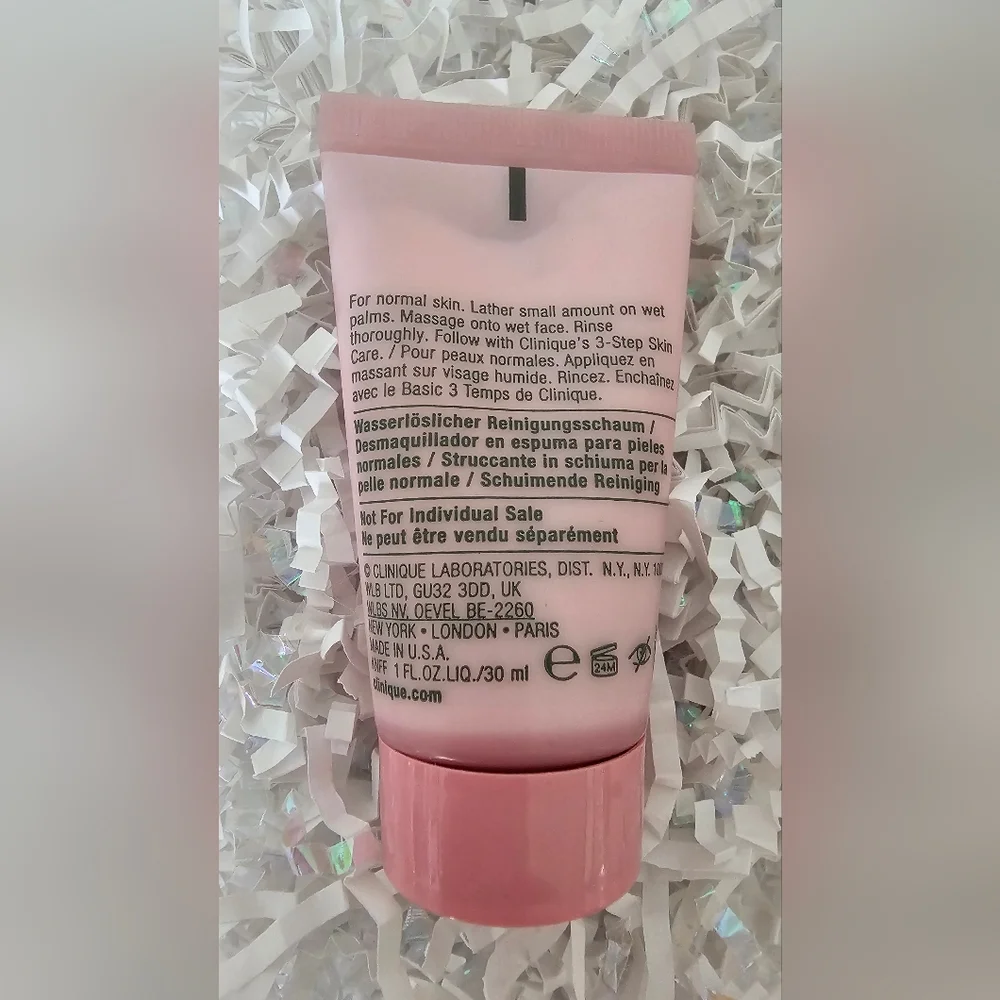 For normal skin. Lather small amount on wet
palms. Massage onto wet face. Rinse
thoroughly. Follow with Clinique's 3-Step Skin
Care. / Pour peaux normales. Appliquez en
massant sur visage humide. Rincez. Enchaînez
avec le Basic 3 Temps de Clinique.
Wasserlöslicher Reinigungsschaum /
Desmaquillador en espuma para pieles
normales / Struccante in schiuma per la
pelle normale / Schuimende Reiniging
Not For Individual Sale
Ne peut être vendu séparément
© CLINIQUE LABORATORIES, DIST. N.Y., N.Y.
WLB LTD, GU32 3DD, UK
WLBS NV, OEVEL BE-2260
NEW YORK • LONDON • PARIS
MADE IN U.S.A.
1 FL.OZ.LIQ./30 ml e 24M
clinique.com